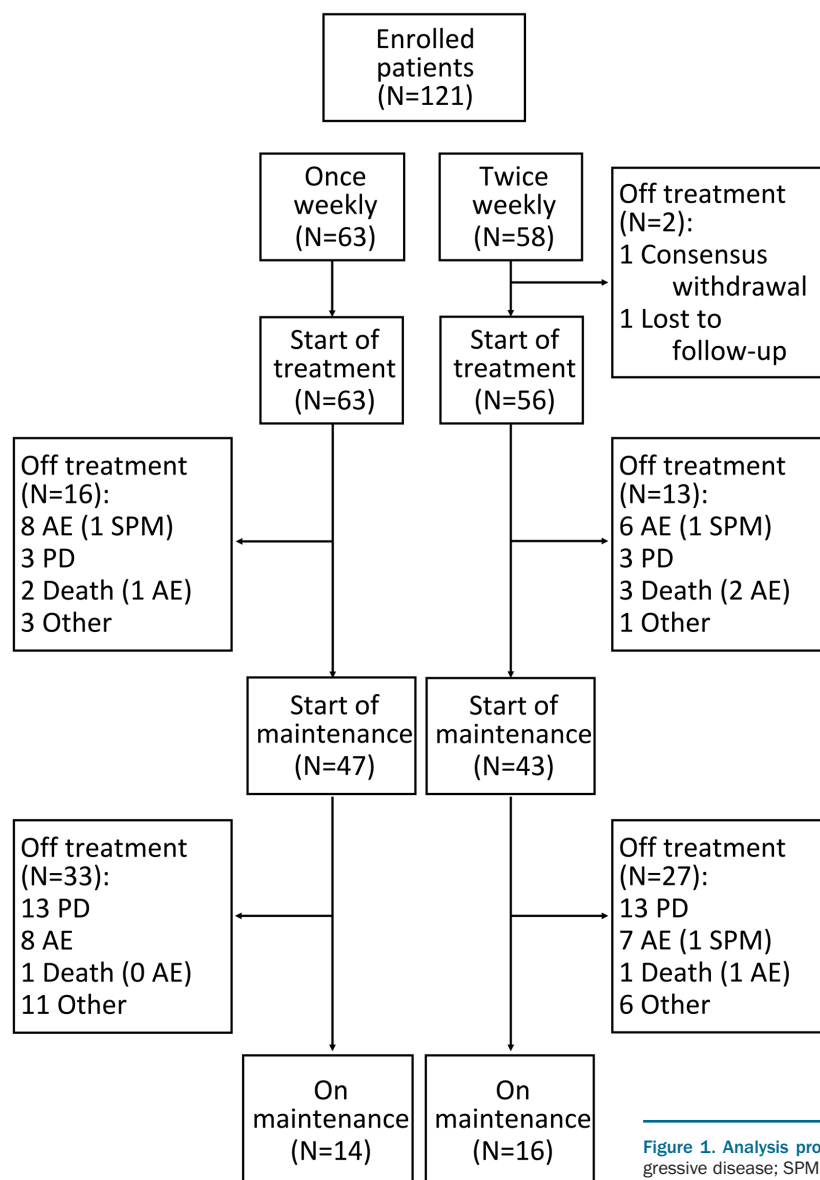 Enrolled
patients
(N=121)
Once
weekly
(N=63)
Twice
weekly
(N=58)
Off treatment
(N=2):
1 Consensus
withdrawal
1 Lost to
follow-up
Start of
treatment
(N=63)
Start of
treatment
(N=56)
Off treatment
(N=16):
8 AE (1 SPM)
3 PD
2 Death (1 AE)
3 Other
Off treatment
(N=13):
6 AE (1 SPM)
3 PD
3 Death (2 AE)
1 Other
Start of
maintenance
(N=47)
Start of
maintenance
(N=43)
Off treatment
(N=33):
13 PD
8 AE
1 Death (0 AE)
11 Other
Off treatment
(N=27):
13 PD
7 AE (1 SPM)
1 Death (1 AE)
6 Other
On
maintenance
(N=14)
On
maintenance
(N=16)
Figure 1. Analysis pro
gressive disease; SPM